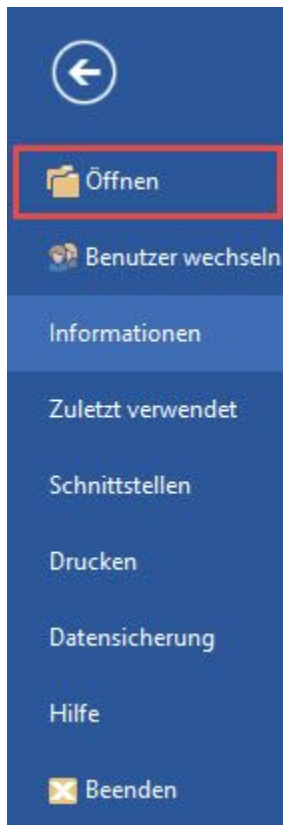 Öffnen
Benutzer wechseln
Informationen
Zuletzt verwendet
Schnittstellen
Drucken
Datensicherung
Hilfe
Beenden